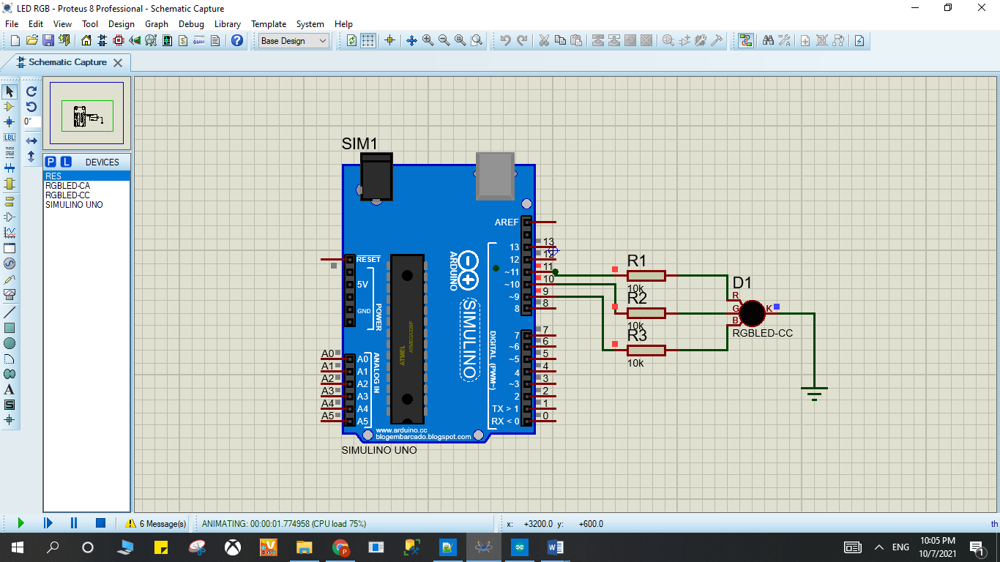 LED RGB - Proteus 8 Professional - Schematic Capture
File Edit View Tool Design Graph Debug Library Template System Help
Base Design
Schematic Capture
0°
LBL
P L DEVICES
RES
RGBLED-CA
RGBLED-CC
SIMULINO UNO
SIM1
AREF
13
12
~11
~10
~9
8
7
~6
~5
4
~3
2
TX > 1
RX < 0
13
12
11
10
9
8
7
6
5
4
3
2
1
0
RESET
5V
GND
POWER
A0
A1
A2
A3
A4
A5
A0
A1
A2
A3
A4
A5
ANALOG IN
ATMEL
ATMEGA328P
ARDUINO
SIMULINO
DIGITAL (PWM~)
www.arduino.cc
blogembarcado.blogspot.com
SIMULINO UNO
R1
10k
R2
10k
R3
10k
D1
R
G
B
K
RGBLED-CC
6 Message(s)
ANIMATING: 00:00:01.774958 (CPU load 75%)
x: +3200.0 y: +600.0
th
ENG
10:05 PM
10/7/2021
1